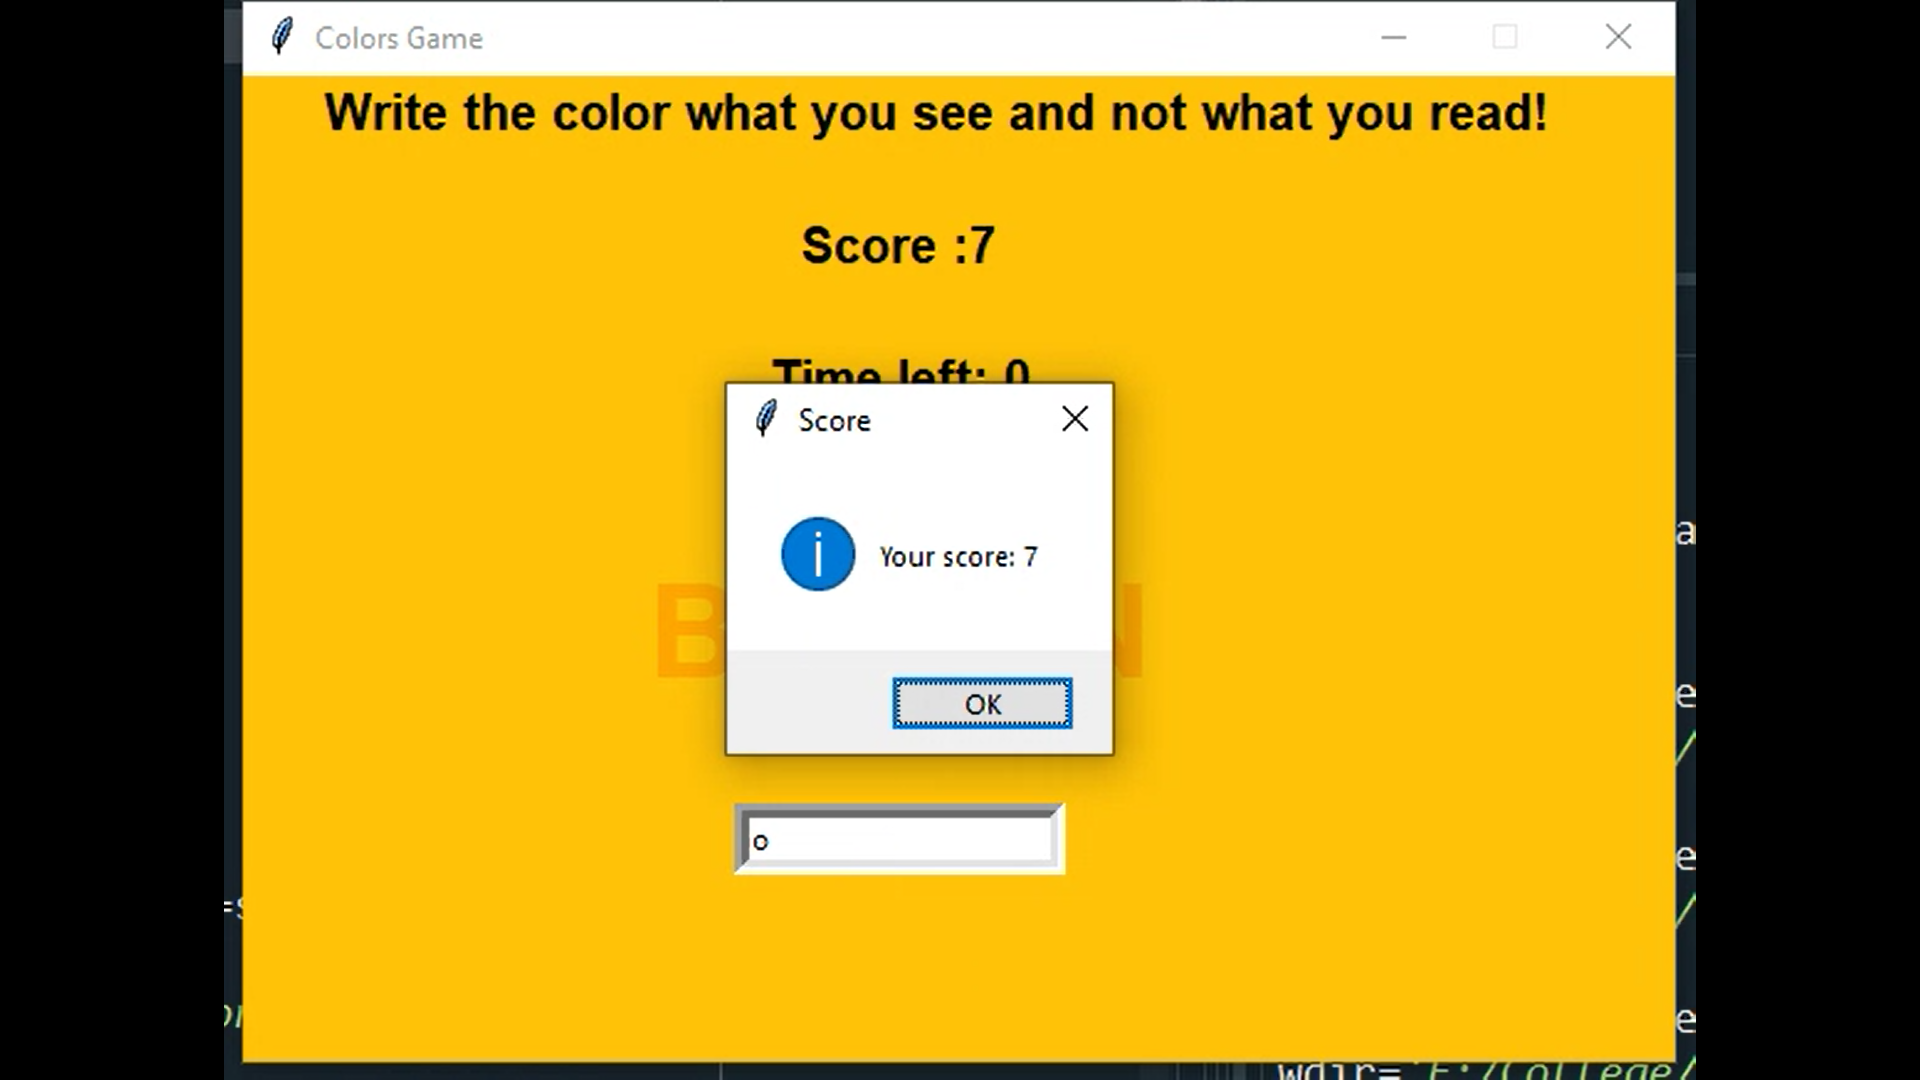 Colors Game
Write the color what you see and not what you read!
Score :7
Time left: 0
Score
Your score: 7
OK
o